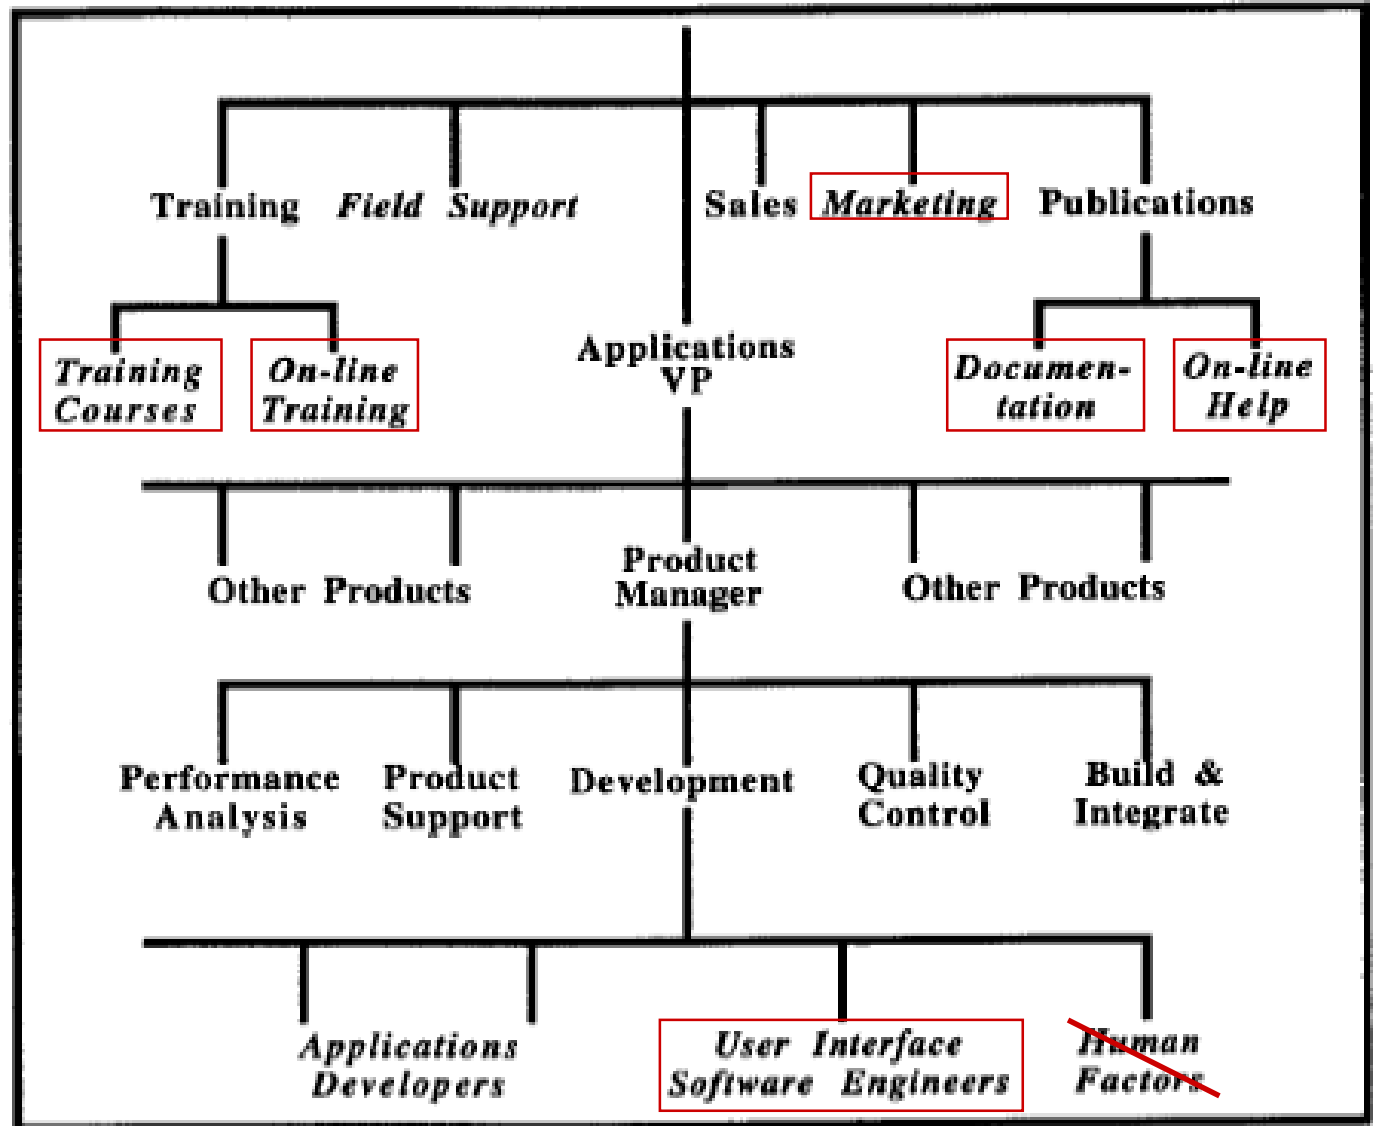 Training Field Support Sales Marketing Publications
Training
Courses
On-line
Training
Applications
VP
Documen-
tation
On-line
Help
Other Products
Product
Manager
Other Products
Performance
Analysis
Product
Support
Development
Quality
Control
Build &
Integrate
Applications
Developers
User Interface
Software Engineers
Human
Factors